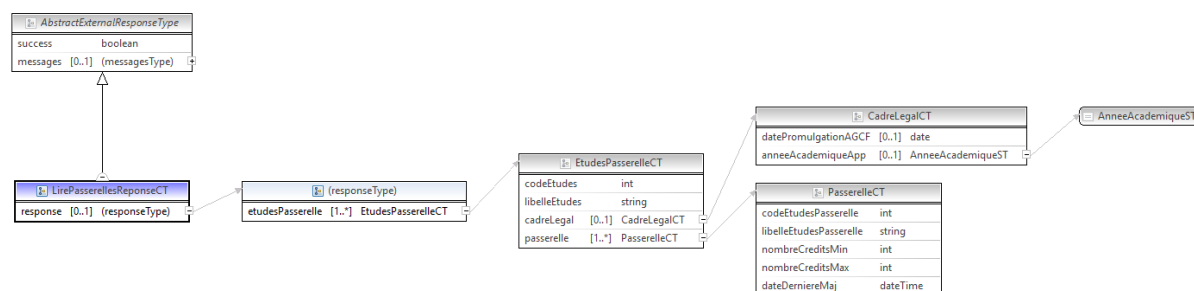 AbstractExternalResponseType
success boolean
messages [0..1] (messagesType)
LirePasserellesReponseCT
response [0..1] (responseType)
(responseType)
etudesPasserelle [1..*] EtudesPasserelleCT
EtudesPasserelleCT
codeEtudes int
libelleEtudes string
cadreLegal [0..1] CadreLegalCT
passerelle [1..*] PasserelleCT
CadreLegalCT
datePromulgationAGCF [0..1] date
anneeAcademiqueApp [0..1] AnneeAcademiqueST
AnneeAcademiqueST
PasserelleCT
codeEtudesPasserelle int
libelleEtudesPasserelle string
nombreCreditsMin int
nombreCreditsMax int
dateDerniereMaj dateTime